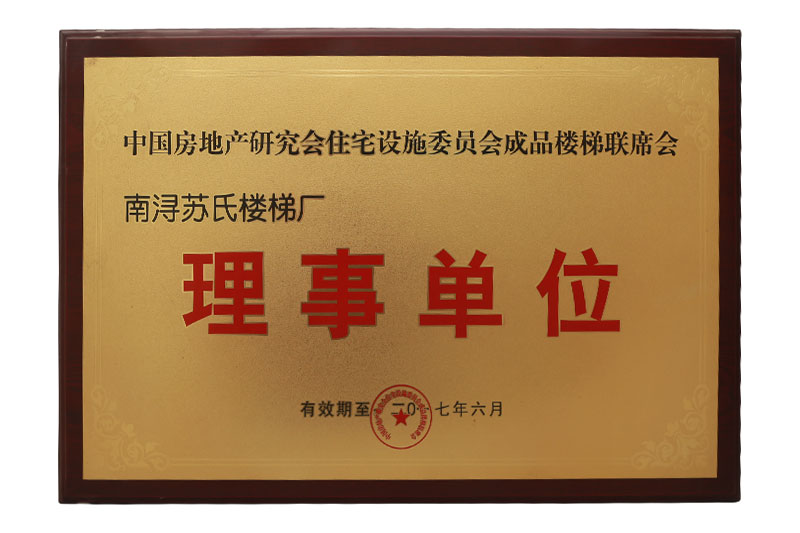 中国房地产研究会住宅设施委员会成品楼梯联席会
南浔苏氏楼梯厂
理事单位
有效期至 二〇 七年六月